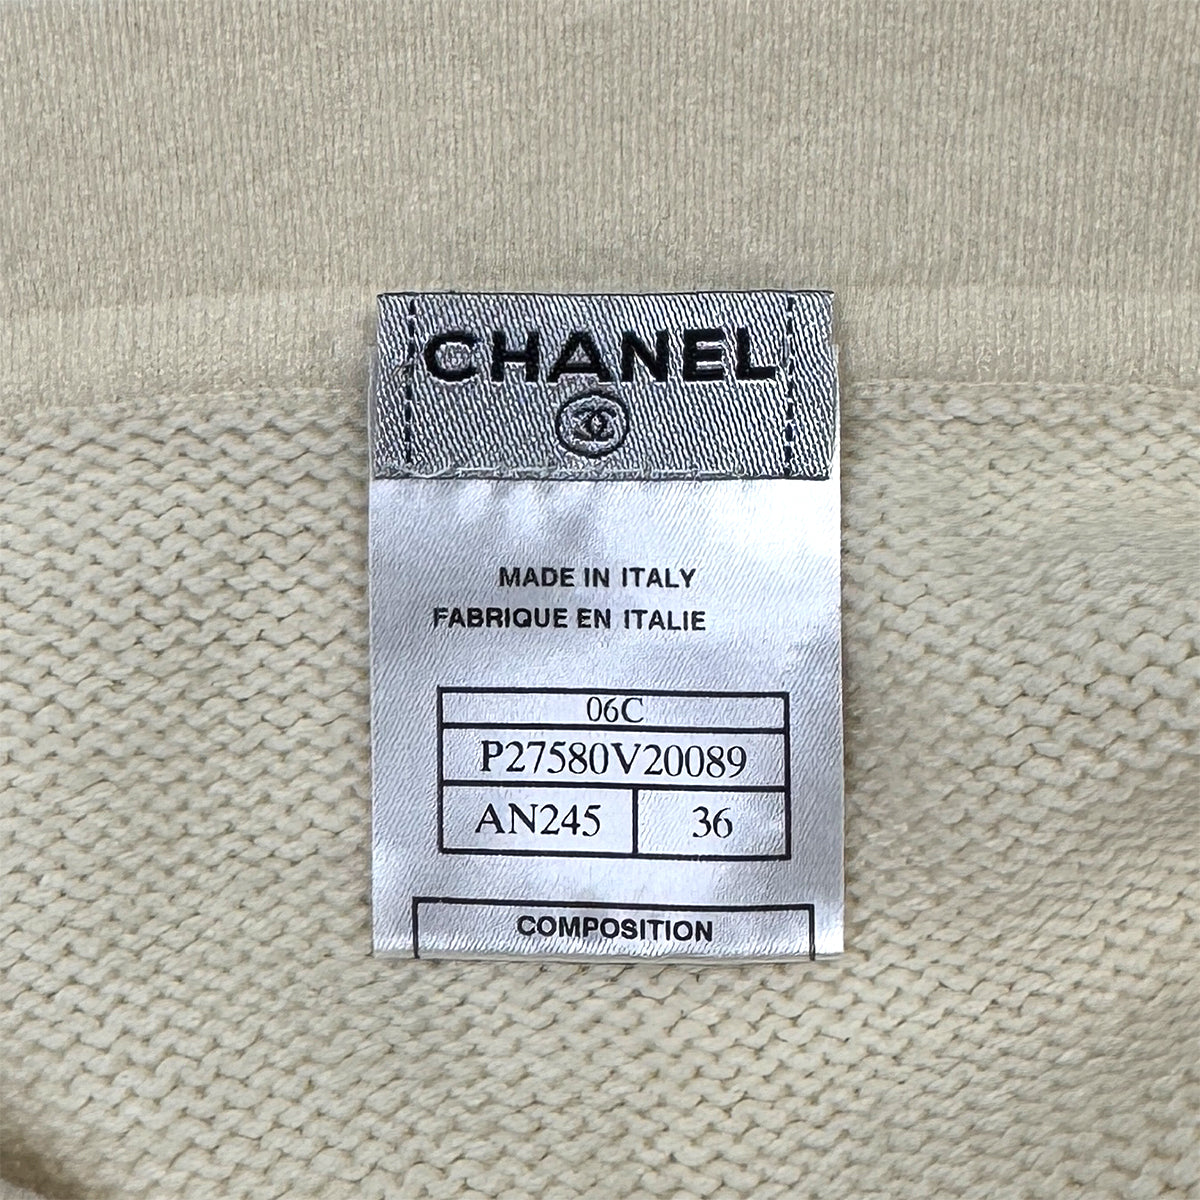 CHANEL
MADE IN ITALY
FABRIQUE EN ITALIE
06C
P27580V20089
AN245 36
COMPOSITION